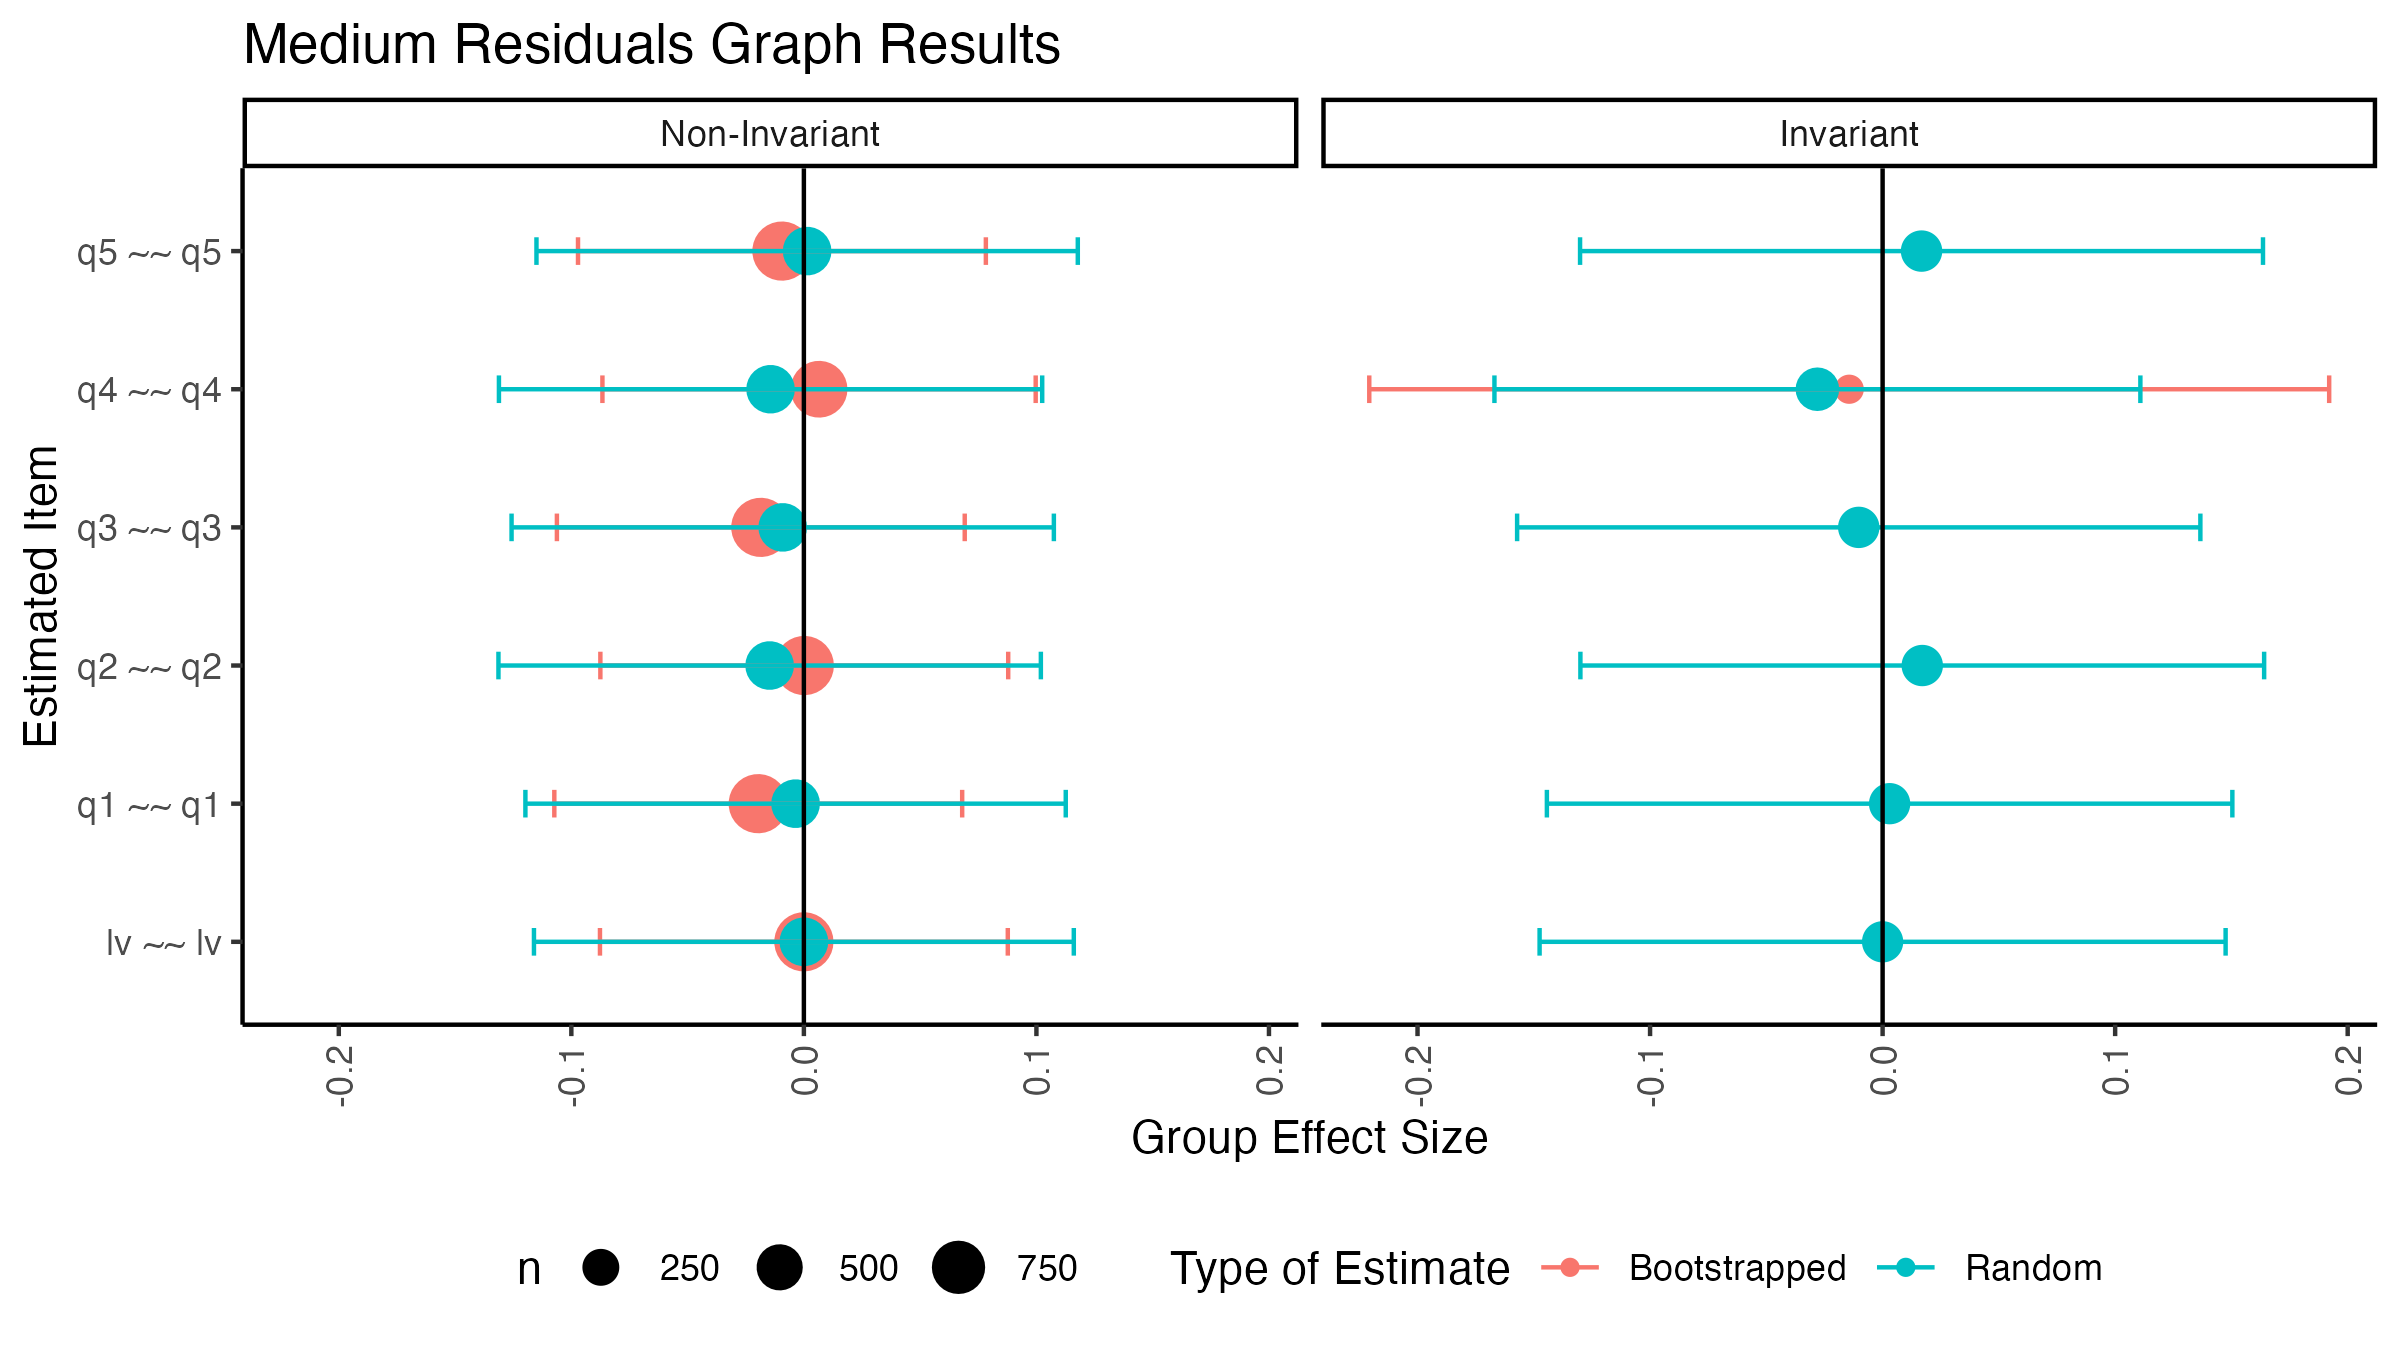 Medium Residuals Graph Results
Non-Invariant
Invariant
Estimated Item
q5 ~~ q5
q4 ~~ q4
q3 ~~ q3
q2 ~~ q2
q1 ~~ q1
lv ~~ lv
-0.2 -0.1 0.0 0.1 0.2
-0.2 -0.1 0.0 0.1 0.2
Group Effect Size
n 250 500 750
Type of Estimate Bootstrapped Random